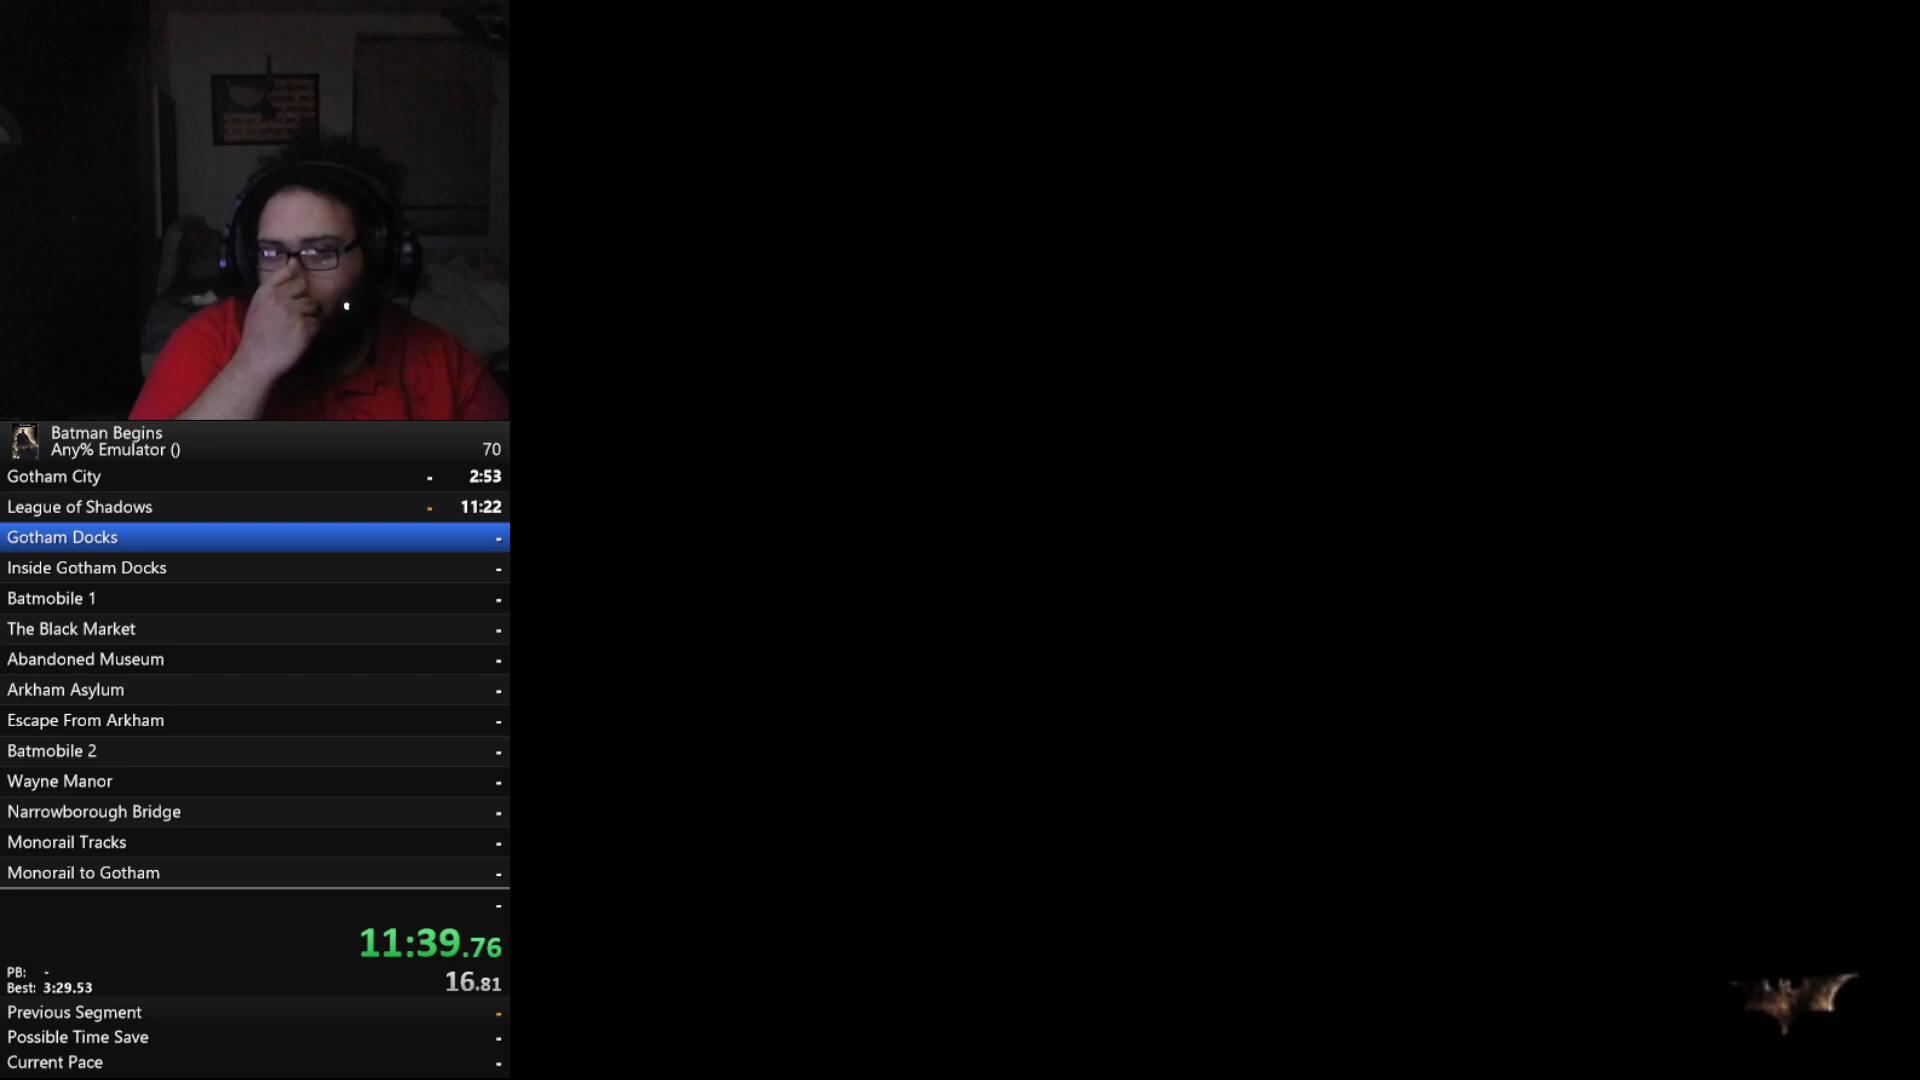 Batman Begins
Any% Emulator () 70
Gotham City - 2:53
League of Shadows - 11:22
Gotham Docks -
Inside Gotham Docks -
Batmobile 1 -
The Black Market -
Abandoned Museum -
Arkham Asylum -
Escape From Arkham -
Batmobile 2 -
Wayne Manor -
Narrowborough Bridge -
Monorail Tracks -
Monorail to Gotham -
-
11:39.76
PB: -
Best: 3:29.53 16.81
Previous Segment -
Possible Time Save -
Current Pace -